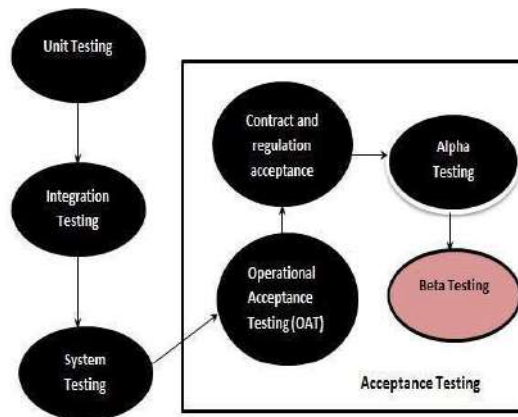 Unit Testing
Integration
Testing
System
Testing
Operational
Acceptance
Testing (OAT)
Contract and
regulation
acceptance
Alpha
Testing
Beta Testing
Acceptance Testing